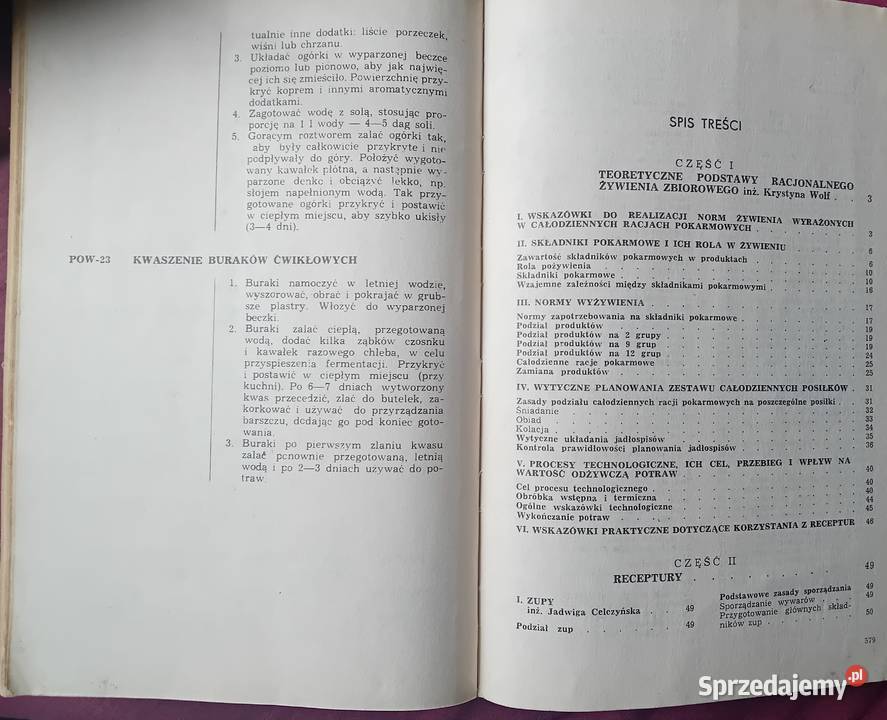 tualnie inne dodatki: liście porzeczek,
wiśni lub chrzanu.
3. Układać ogórki w wyparzonej beczce
poziomo lub pionowo, aby jak najwię-
cej ich się zmieściło. Powierzchnię przy-
kryć koprem i innymi aromatycznymi
dodatkami.
4. Zagotować wodę z solą, stosując pro-
porcję na 1 l wody — 4—5 dag soli.
5. Gorącym roztworem zalać ogórki tak,
aby były całkowicie przykryte i nie
podpływały do góry. Położyć wygoto-
wany kawałek płótna, a następnie wy-
parzone denko i obciążyć lekko, np.
słojem napełnionym wodą. Tak przy-
gotowane ogórki przykryć i postawić
w ciepłym miejscu, aby szybko ukisły
(3—4 dni).
POW-23 KWASZENIE BURAKÓW ĆWIKŁOWYCH
1. Buraki namoczyć w letniej wodzie,
wyszorować, obrać i pokrajać w grub-
sze plastry. Włożyć do wyparzonej
beczki.
2. Buraki zalać ciepłą, przegotowaną
wodą, dodać kilka ząbków czosnku
i kawałek razowego chleba, w celu
przyspieszenia fermentacji. Przykryć
i postawić w ciepłym miejscu (przy
kuchni). Po 6—7 dniach wytworzony
kwas przecedzić, zlać do butelek, za-
korkować i używać do przyrządzania
barszczu, dodając go pod koniec goto-
wania.
3. Buraki po pierwszym zlaniu kwasu
zalać ponownie przegotowaną, letnią
wodą i po 2—3 dniach używać do po-
traw.
SPIS TREŚCI
CZĘŚĆ I
TEORETYCZNE PODSTAWY RACJONALNEGO
ŻYWIENIA ZBIOROWEGO inż. Krystyna Wolf . . 3
I. WSKAZÓWKI DO REALIZACJI NORM ŻYWIENIA WYRAŻONYCH
W CAŁODZIENNYCH RACJACH POKARMOWYCH . . . 3
II. SKŁADNIKI POKARMOWE I ICH ROLA W ŻYWIENIU . . 6
Zawartość składników pokarmowych w produktach . . . 6
Rola pożywienia . . . 10
Składniki pokarmowe . . . 10
Wzajemne zależności między składnikami pokarmowymi . . 16
III. NORMY WYŻYWIENIA . . . 17
Normy zapotrzebowania na składniki pokarmowe . . . 17
Podział produktów . . . 19
Podział produktów na 2 grupy . . . 19
Podział produktów na 9 grup . . . 19
Podział produktów na 12 grup . . . 24
Całodzienne racje pokarmowe . . . 25
Zamiana produktów . . . 25
IV. WYTYCZNE PLANOWANIA ZESTAWU CAŁODZIENNYCH POSIŁKÓW . 31
Zasady podziału całodziennych racji pokarmowych na poszczególne posiłki . 31
Śniadanie . . . 32
Obiad . . . 33
Kolacja . . . 34
Wytyczne układania jadłospisów . . . 35
Kontrola prawidłowości planowania jadłospisów . . . 36
V. PROCESY TECHNOLOGICZNE, ICH CEL, PRZEBIEG I WPŁYW NA
WARTOŚĆ ODŻYWCZĄ POTRAW . . . 40
Cel procesu technologicznego . . . 40
Obróbka wstępna i termiczna . . . 40
Ogólne wskazówki technologiczne . . . 44
Wykończanie potraw . . . 45
VI. WSKAZÓWKI PRAKTYCZNE DOTYCZĄCE KORZYSTANIA Z RECEPTUR 46
CZĘŚĆ II
RECEPTURY . . . 49
I. ZUPY
inż. Jadwiga Celczyńska . . 49
Podział zup . . . 49
Podstawowe zasady sporządzania 49
Sporządzanie wywarów . . . 49
Przygotowanie głównych skład-
ników zup . . . 50
579
Sprzedajemy.pl